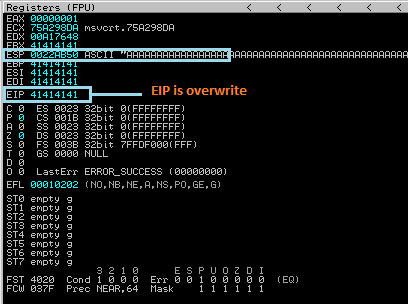 Registers (FPU) < < < < <
EAX 00000001
ECX 75A298DA msvcrt.75A298DA
EDX 00A17648
EBX 41414141
ESP 0022AB50 ASCII "AAAAAAAAAAAAAAAAAAAAAAAAAAAAAAAAAAAAAAAAAAAA
EBP 41414141
ESI 41414141
EDI 41414141
EIP 41414141
EIP is overwrite
C 0 ES 0023 32bit 0(FFFFFFFF)
P 0 CS 001B 32bit 0(FFFFFFFF)
A 0 SS 0023 32bit 0(FFFFFFFF)
Z 0 DS 0023 32bit 0(FFFFFFFF)
S 0 FS 003B 32bit 7FFDF000(FFF)
T 0 GS 0000 NULL
D 0
O 0 LastErr ERROR_SUCCESS (00000000)
EFL 00010202 (NO,NB,NE,A,NS,PO,GE,G)
ST0 empty g
ST1 empty g
ST2 empty g
ST3 empty g
ST4 empty g
ST5 empty g
ST6 empty g
ST7 empty g
3 2 1 0 E S P U O Z D I
FST 4020 Cond 1 0 0 0 Err 0 0 1 0 0 0 0 0 (EQ)
FCW 037F Prec NEAR,64 Mask 1 1 1 1 1 1